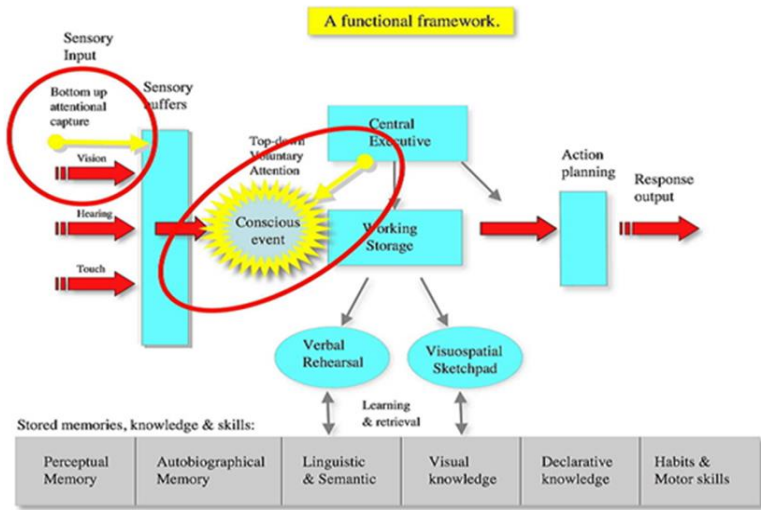 A functional framework.
Sensory
Input
Bottom up
attentional
capture
Vision
Hearing
Touch
Sensory
buffers
Top-down
Voluntary
Attention
Conscious
event
Central
Executive
Working
Storage
Action
planning
Response
output
Verbal
Rehearsal
Visuospatial
Sketchpad
Learning
& retrieval
Stored memories, knowledge & skills:
Perceptual
Memory
Autobiographical
Memory
Linguistic
& Semantic
Visual
knowledge
Declarative
knowledge
Habits &
Motor skills